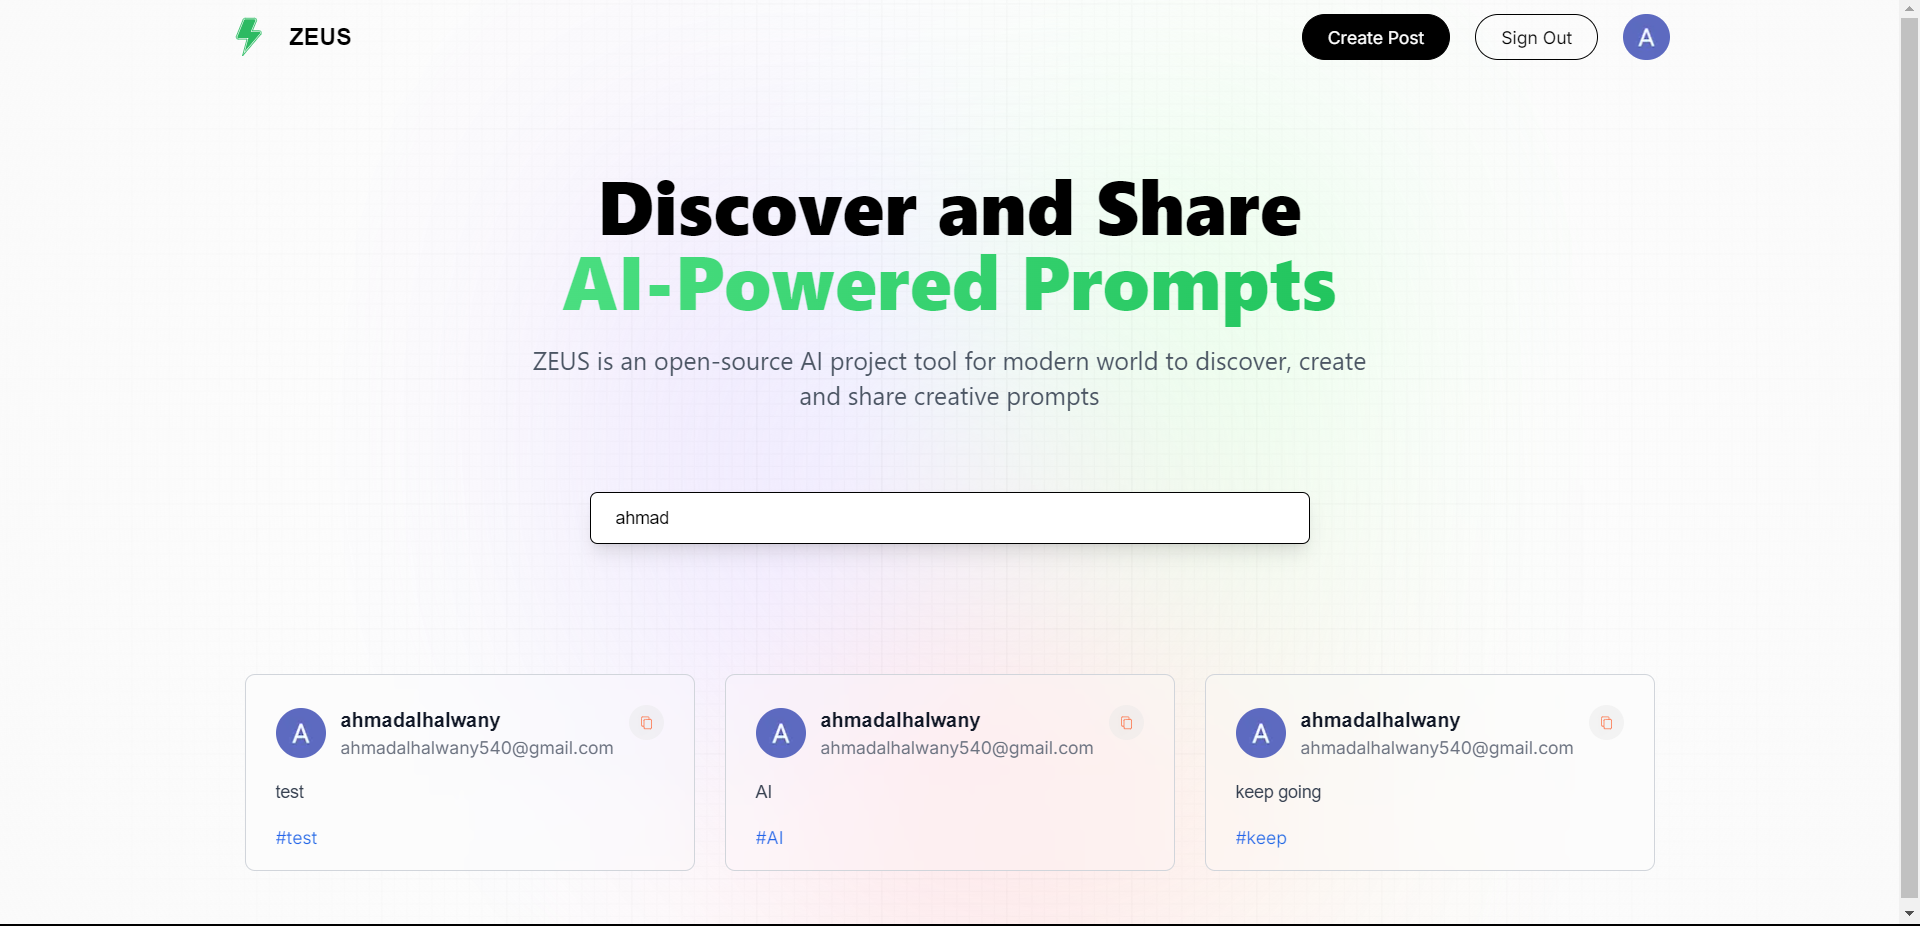 ZEUS
Create Post
Sign Out
A
Discover and Share
AI-Powered Prompts
ZEUS is an open-source AI project tool for modern world to discover, create
and share creative prompts
ahmad
A
ahmadalhalwany
ahmadalhalwany540@gmail.com
test
#test
A
ahmadalhalwany
ahmadalhalwany540@gmail.com
AI
#AI
A
ahmadalhalwany
ahmadalhalwany540@gmail.com
keep going
#keep